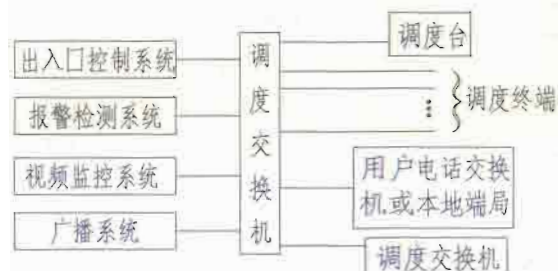 调度台
出入口控制系统
调度交换机
报警检测系统
调度终端
视频监控系统
用户电话交换
机或本地端局
广播系统
调度交换机